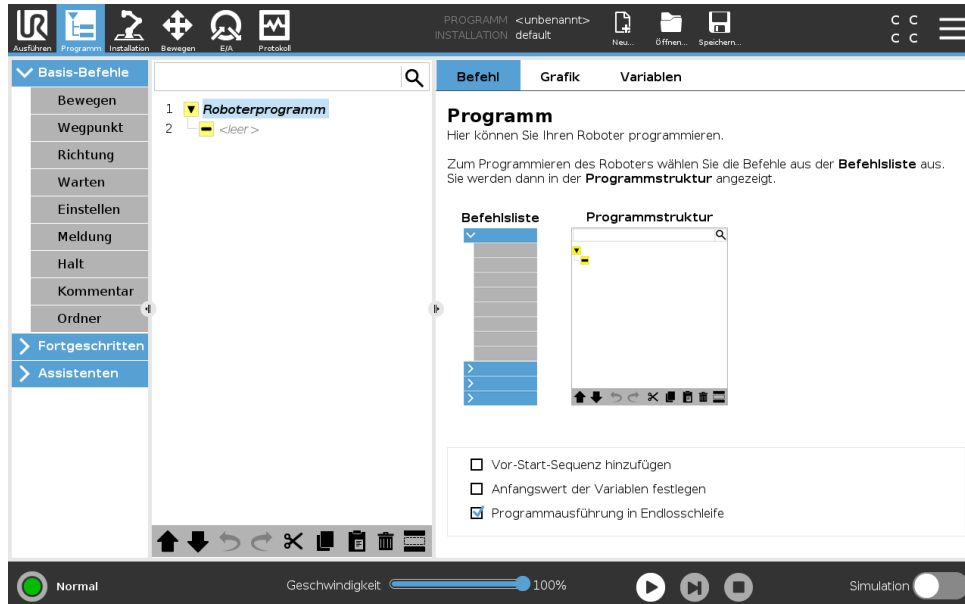 PROGRAMM <unbenannt>
INSTALLATION default
C C
C C
UR
Ausführen Programm Installation Bewegen E/A Protokoll
Neu... Öffnen... Speichern...
Basis-Befehle
Bewegen
Wegpunkt
Richtung
Warten
Einstellen
Meldung
Halt
Kommentar
Ordner
Fortgeschritten
Assistenten
1 Roboterprogramm
2 <leer>
Befehl Grafik Variablen
Programm
Hier können Sie Ihren Roboter programmieren.
Zum Programmieren des Roboters wählen Sie die Befehle aus der Befehlsliste aus.
Sie werden dann in der Programmstruktur angezeigt.
Befehlsliste Programmstruktur
Vor-Start-Sequenz hinzufügen
Anfangswert der Variablen festlegen
Programmausführung in Endlosschleife
Normal Geschwindigkeit 100% Simulation